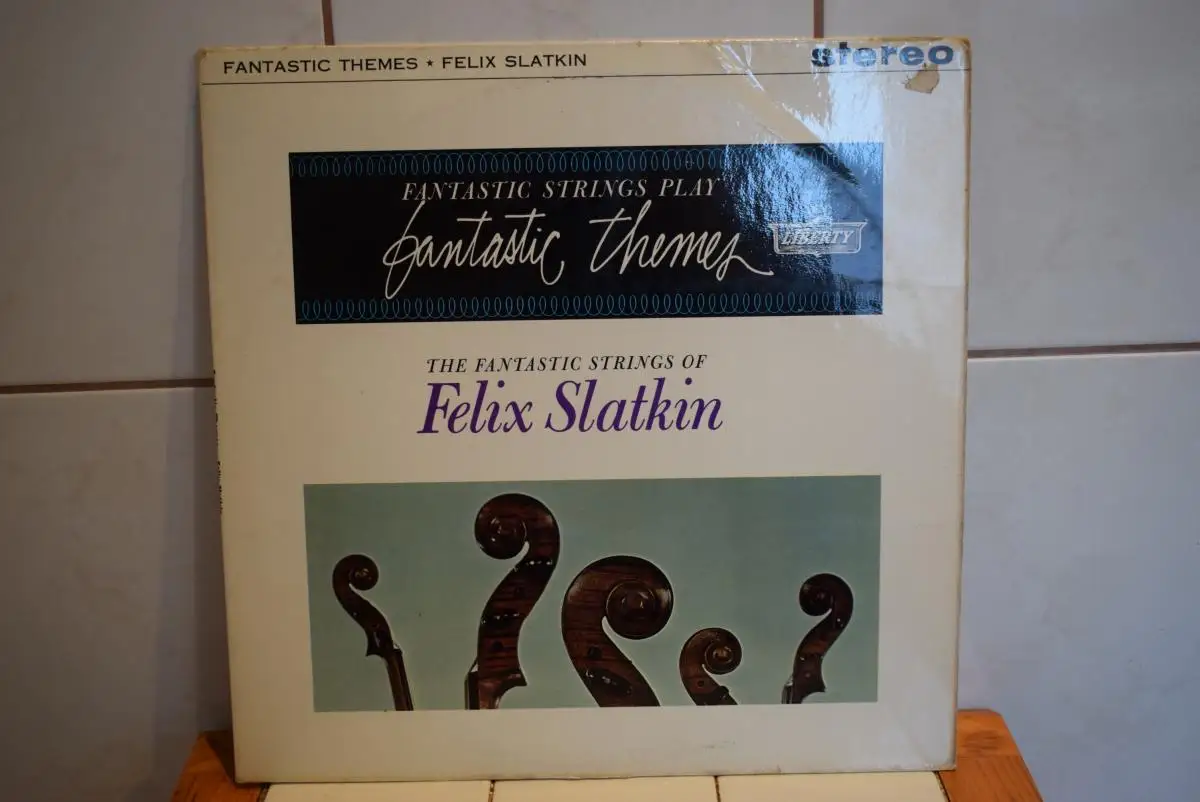 FANTASTIC THEMES ★ FELIX SLATKIN
stereo
FANTASTIC STRINGS PLAY
fantastic themes
LIBERTY
THE FANTASTIC STRINGS OF
Felix Slatkin